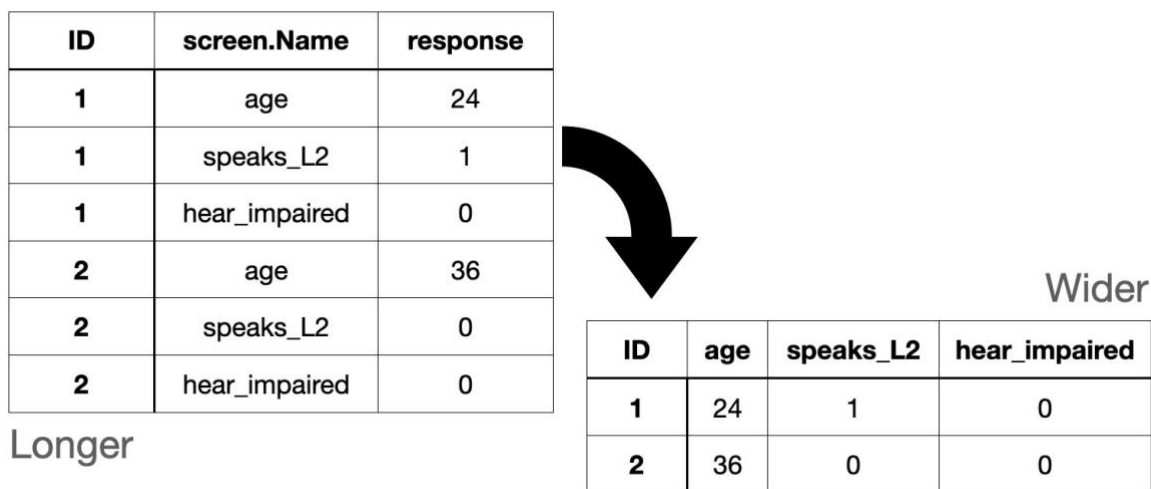 ID screen.Name response
1 age 24
1 speaks_L2 1
1 hear_impaired 0
2 age 36
2 speaks_L2 0
2 hear_impaired 0
Longer
Wider
ID age speaks_L2 hear_impaired
1 24 1 0
2 36 0 0